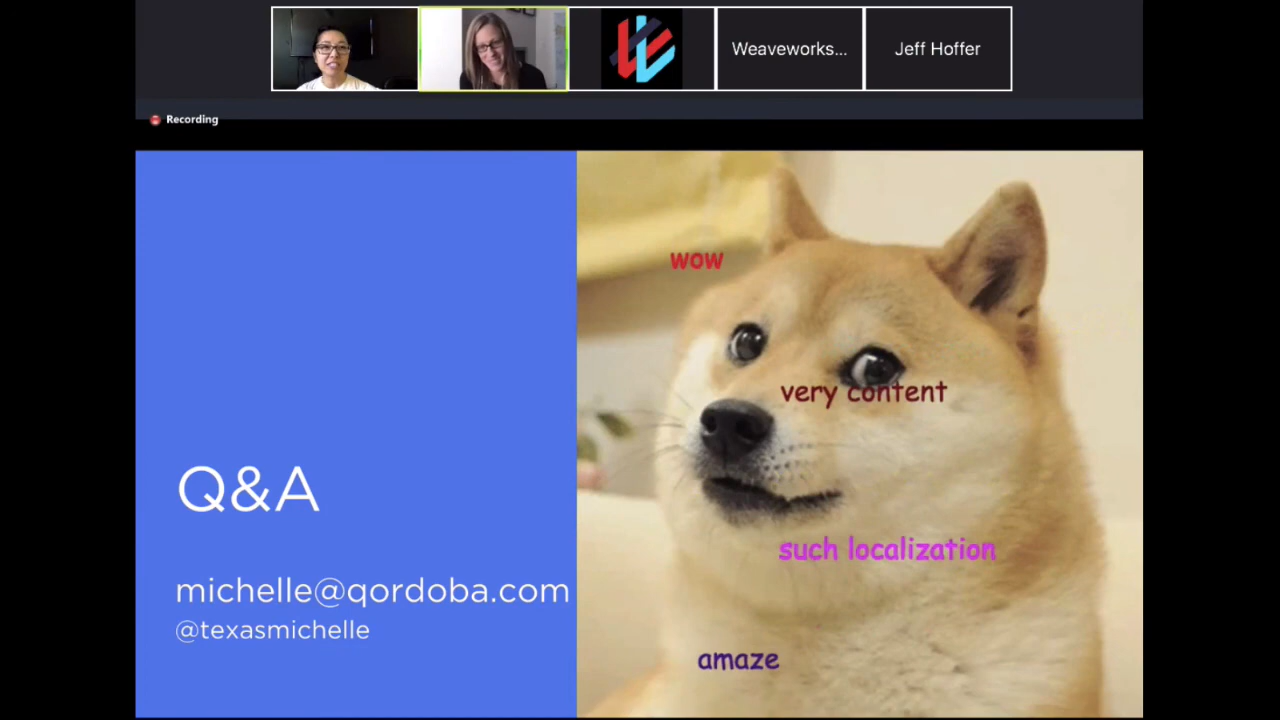 Weaveworks...
Jeff Hoffer
Recording
wow
very content
Q&A
such localization
michelle@qordoba.com
@texasmichelle
amaze